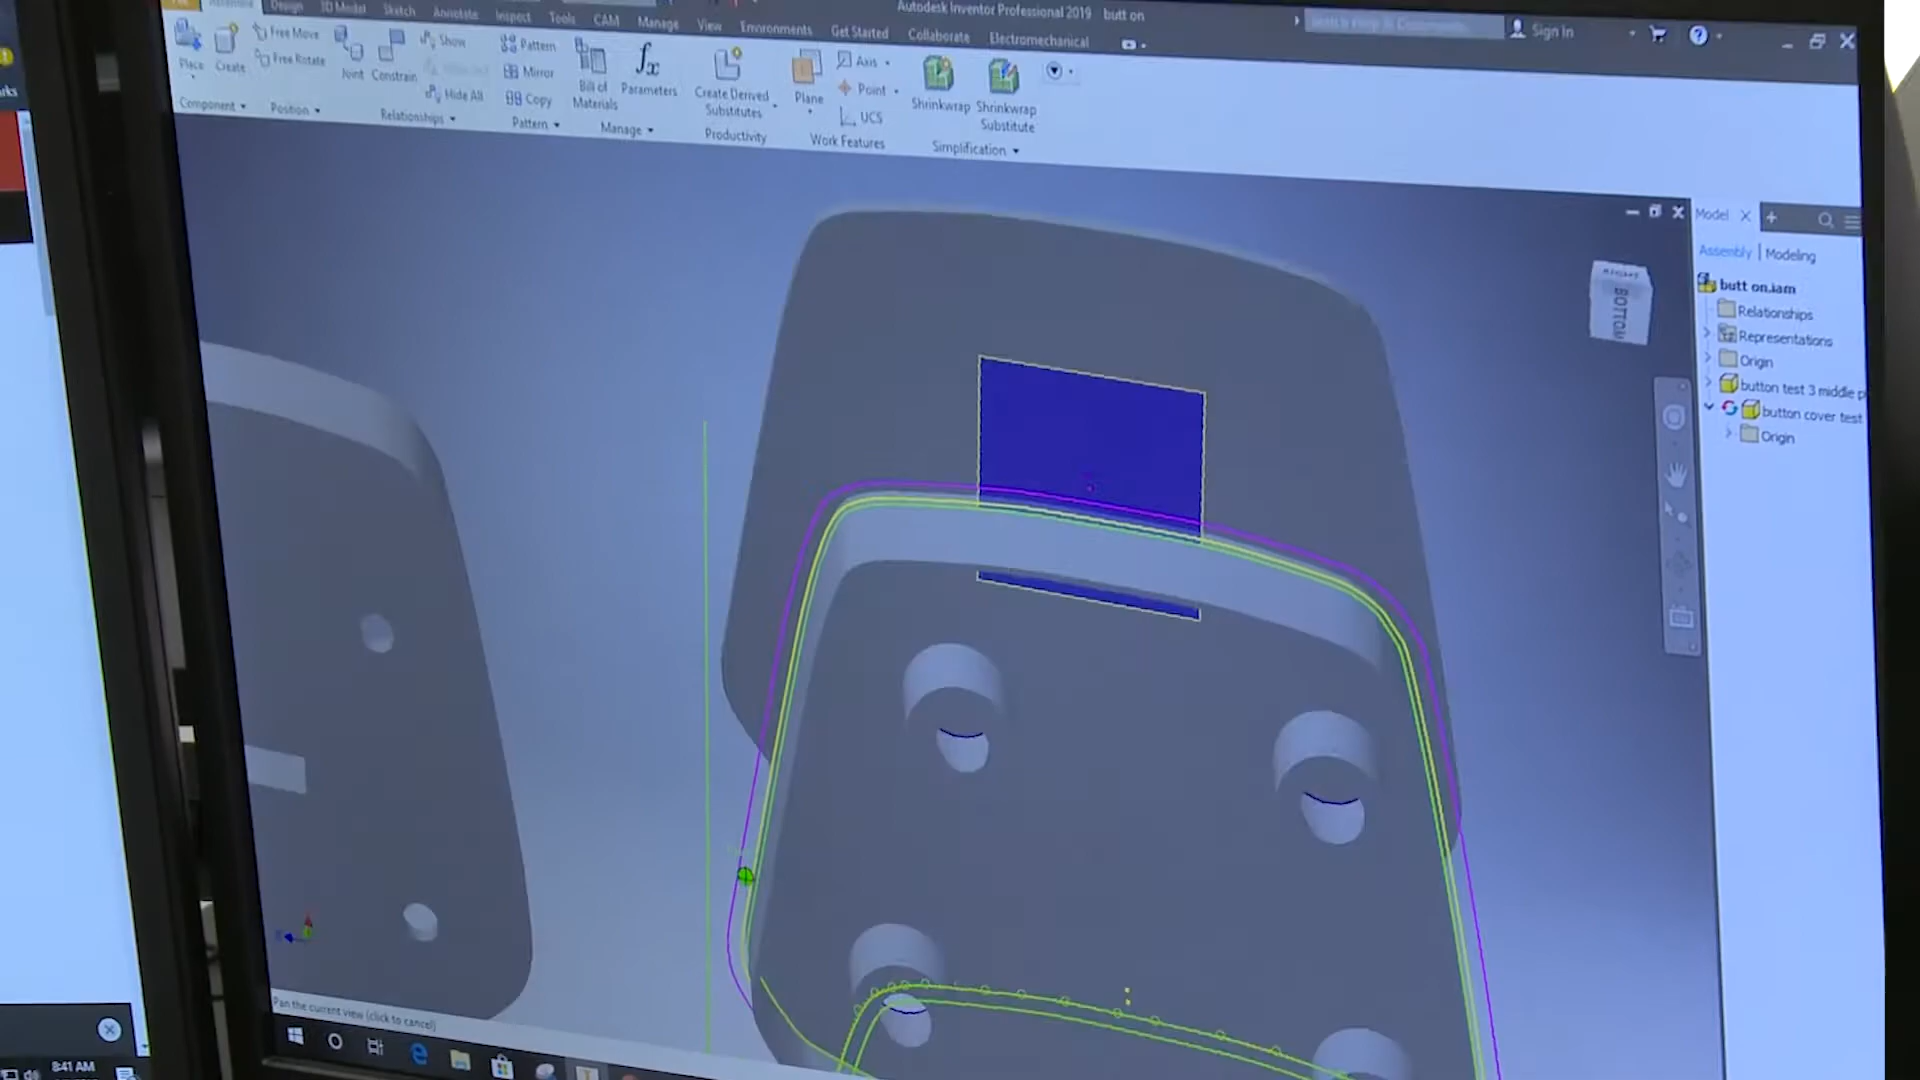 Autodesk Inventor Professional 2019 butt on
Design 3D Model Sketch Annotate Inspect Tools CAM Manage View Environments Get Started Collaborate Electromechanical
Sign In
Place
Create
Free Move
Free Rotate
Joint
Constrain
Show
Hide All
Pattern
Mirror
Copy
Bill of
Materials
fx
Parameters
Create Derived
Substitutes
Plane
Axis
Point
UCS
Shrinkwrap
Shrinkwrap
Substitute
Component
Position
Relationships
Pattern
Manage
Productivity
Work Features
Simplification
Model
Assembly | Modeling
butt on.iam
Relationships
Representations
Origin
button test 3 middle p
button cover test
Origin
BOTTOM
Pan the current view (click to cancel)
8:41 AM